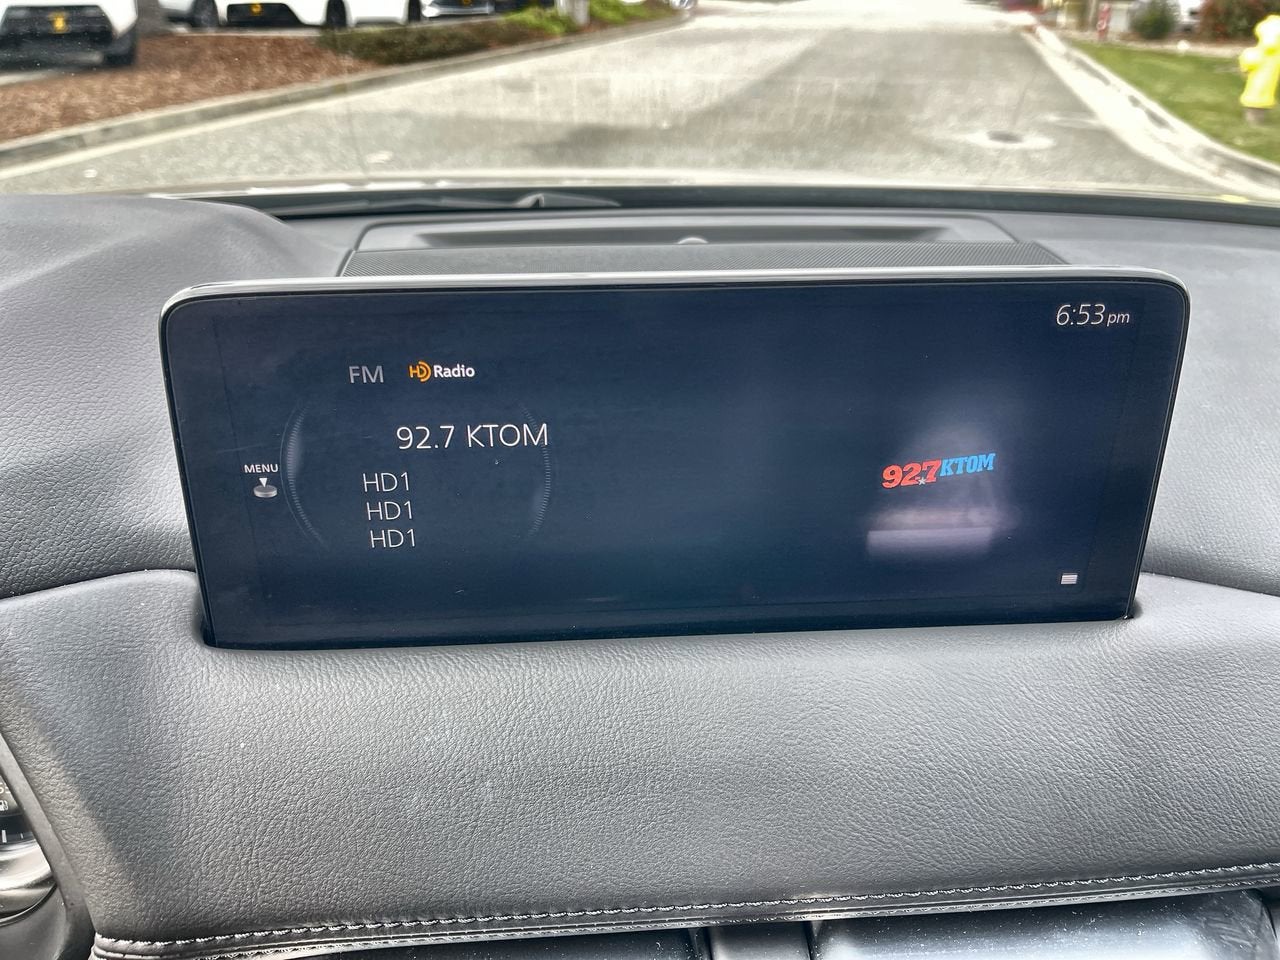 6:53 pm
FM HD Radio
92.7 KTOM
MENU
HD1
HD1
HD1
92.7 KTOM